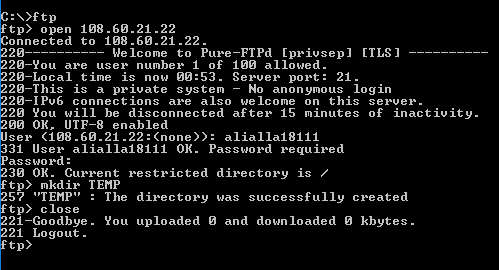 C:\>ftp
ftp> open 108.60.21.22
Connected to 108.60.21.22.
220---------- Welcome to Pure-FTPd [privsep] [TLS] ----------
220-You are user number 1 of 100 allowed.
220-Local time is now 00:53. Server port: 21.
220-This is a private system - No anonymous login
220-IPv6 connections are also welcome on this server.
220 You will be disconnected after 15 minutes of inactivity.
200 OK, UTF-8 enabled
User (108.60.21.22:(none)): alialla18111
331 User alialla18111 OK. Password required
Password:
230 OK. Current restricted directory is /
ftp> mkdir TEMP
257 "TEMP" : The directory was successfully created
ftp> close
221-Goodbye. You uploaded 0 and downloaded 0 kbytes.
221 Logout.
ftp>